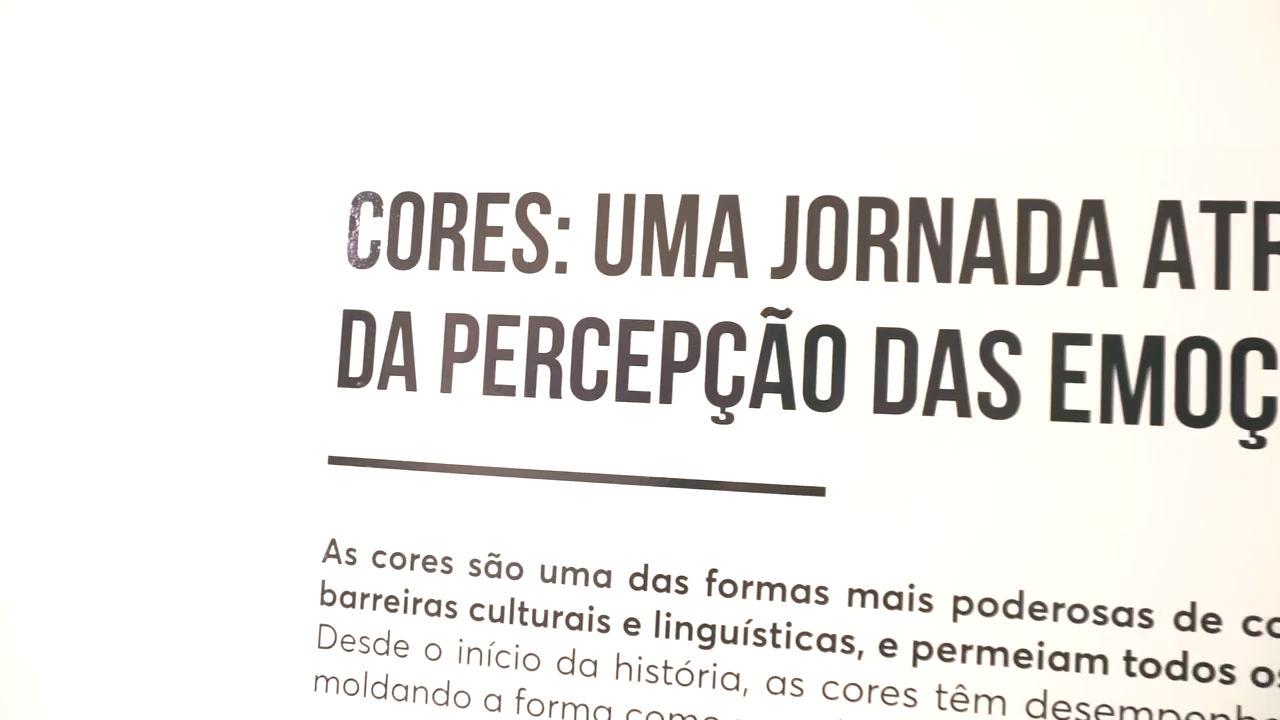 CORES: UMA JORNADA
DA PERCEPÇÃO DAS
As cores são uma das formas mais poderosas de
barreiras culturais e linguísticas, e permeiam todos
Desde o início da história, as cores têm
moldando a forma como